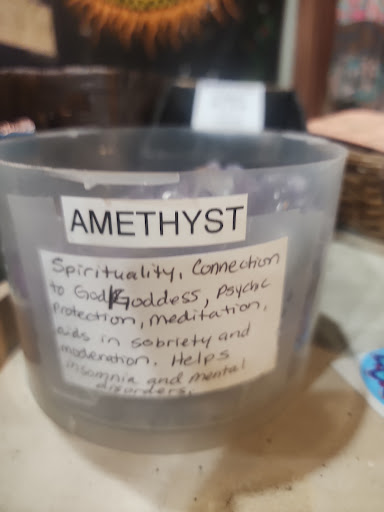 AMETHYST
Spirituality, Connection
to God/Goddess, Psychic
protection, meditation,
aids in sobriety and
moderation. Helps
insomnia and mental
disorders.